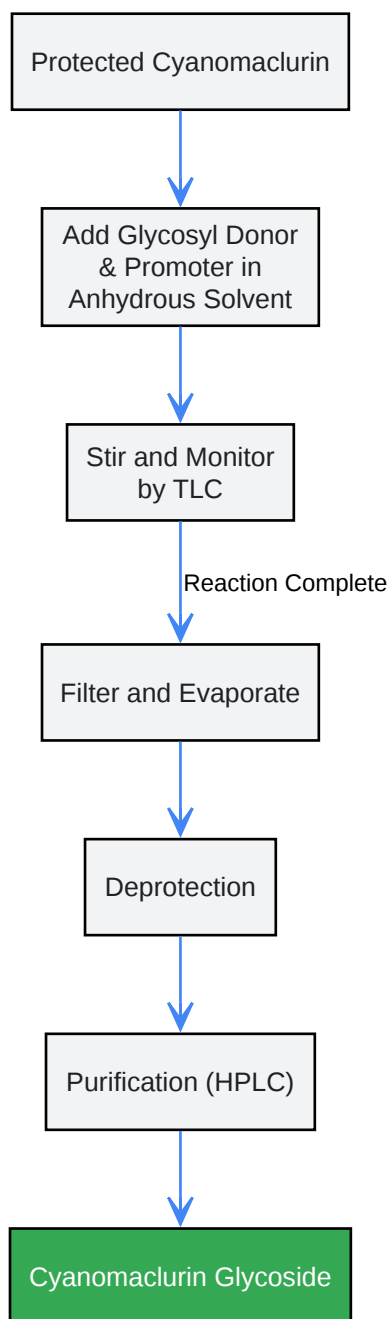 Protected Cyanomaclurin
Add Glycosyl Donor
& Promoter in
Anhydrous Solvent
Stir and Monitor
by TLC
Reaction Complete
Filter and Evaporate
Deprotection
Purification (HPLC)
Cyanomaclurin Glycoside